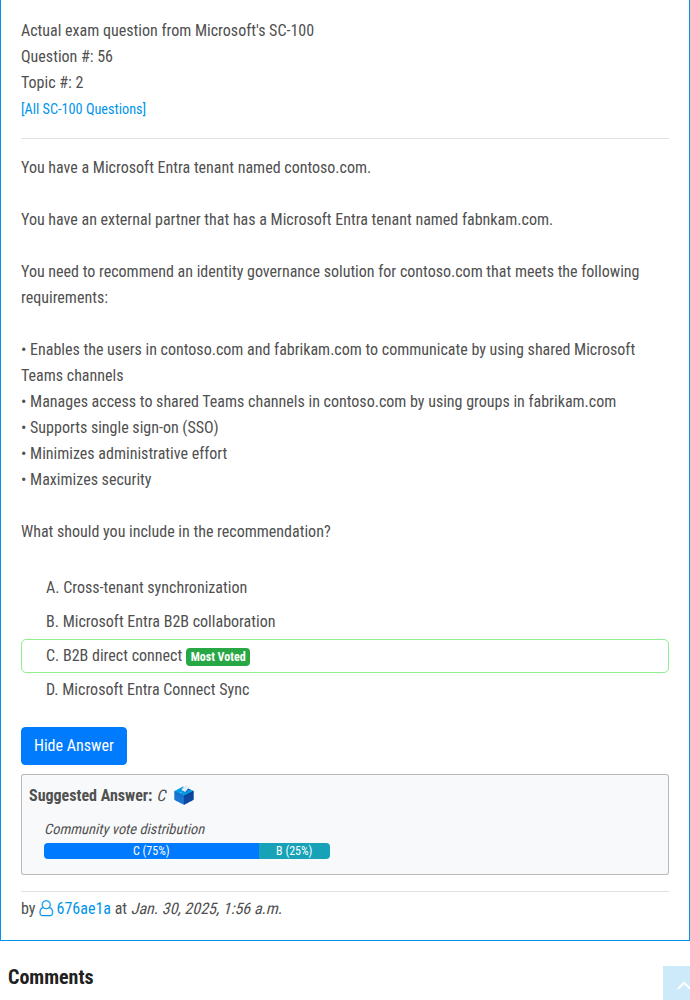 Actual exam question from Microsoft's SC-100
Question #: 56
Topic #: 2
[All SC-100 Questions]
You have a Microsoft Entra tenant named contoso.com.
You have an external partner that has a Microsoft Entra tenant named fabnkam.com.
You need to recommend an identity governance solution for contoso.com that meets the following
requirements:
• Enables the users in contoso.com and fabrikam.com to communicate by using shared Microsoft
Teams channels
• Manages access to shared Teams channels in contoso.com by using groups in fabrikam.com
• Supports single sign-on (SSO)
• Minimizes administrative effort
• Maximizes security
What should you include in the recommendation?
A. Cross-tenant synchronization
B. Microsoft Entra B2B collaboration
C. B2B direct connect Most Voted
D. Microsoft Entra Connect Sync
Hide Answer
Suggested Answer: C
Community vote distribution
C (75%) B (25%)
by 676ae1a at Jan. 30, 2025, 1:56 a.m.
Comments